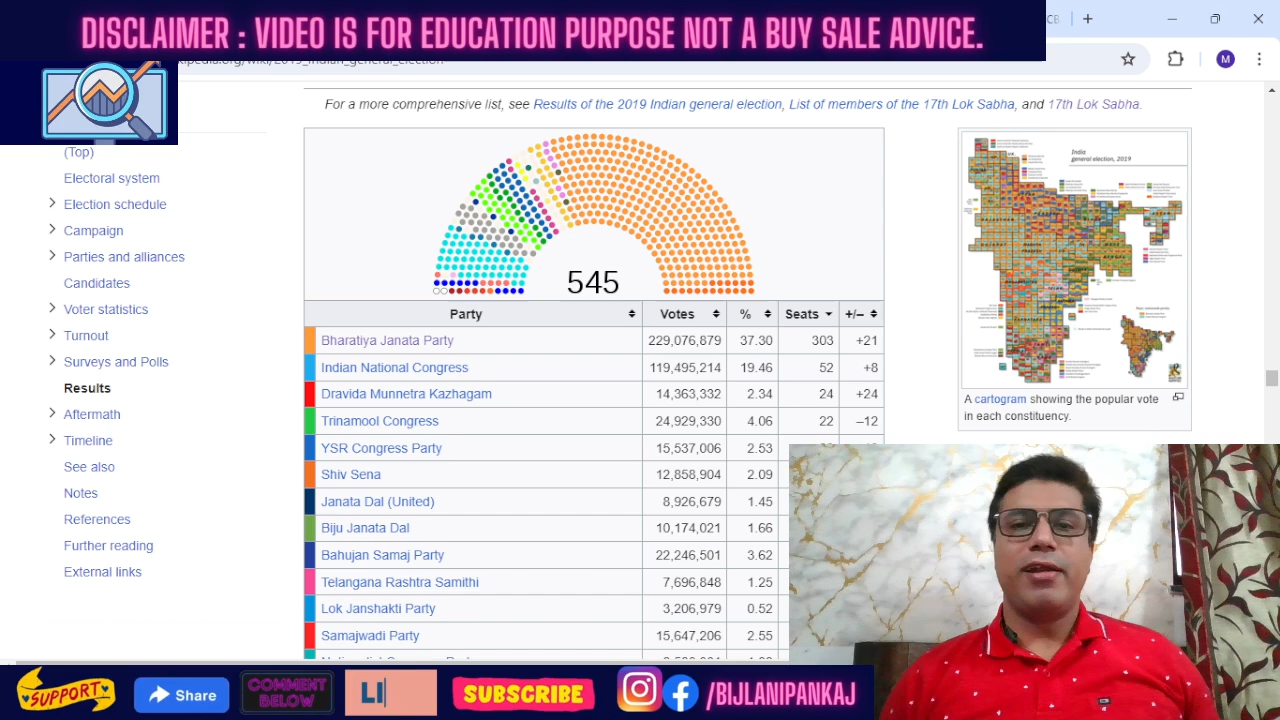 DISCLAIMER : VIDEO IS FOR EDUCATION PURPOSE NOT A BUY SALE ADVICE.
M
For a more comprehensive list, see Results of the 2019 Indian general election, List of members of the 17th Lok Sabha, and 17th Lok Sabha.
(Top)
Electoral system
Election schedule
Campaign
Parties and alliances
Candidates
Voter statistics
Turnout
Surveys and Polls
Results
Aftermath
Timeline
See also
Notes
References
Further reading
External links
545
Party Votes % Seats +/–
Bharatiya Janata Party 229,076,879 37.30 303 +21
Indian National Congress 119,495,214 19.46 52 +8
Dravida Munnetra Kazhagam 14,363,332 2.34 24 +24
Trinamool Congress 24,929,330 4.06 22 –12
YSR Congress Party 15,537,006 2.53
Shiv Sena 12,858,904 2.09
Janata Dal (United) 8,926,679 1.45
Biju Janata Dal 10,174,021 1.66
Bahujan Samaj Party 22,246,501 3.62
Telangana Rashtra Samithi 7,696,848 1.25
Lok Janshakti Party 3,206,979 0.52
Samajwadi Party 15,647,206 2.55
India
general election, 2019
A cartogram showing the popular vote
in each constituency.
SUPPORT
Share
COMMENT
BELOW
LI
SUBSCRIBE
/BIJLANIPANKAJ